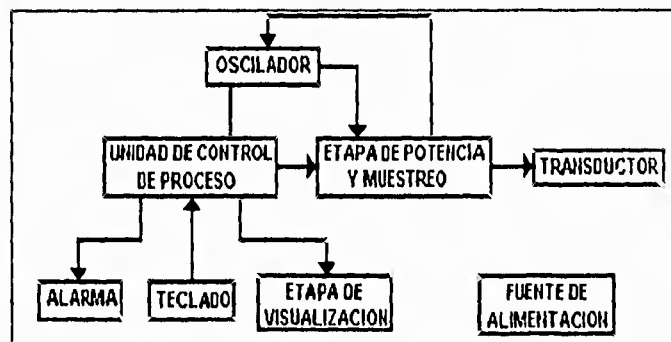 OSCILADOR
UNIDAD DE CONTROL
DE PROCESO
ETAPA DE POTENCIA
Y MUESTREO
TRANSDUCTOR
ALARMA
TECLADO
ETAPA DE
VISUALIZACION
FUENTE DE
ALIMENTACION